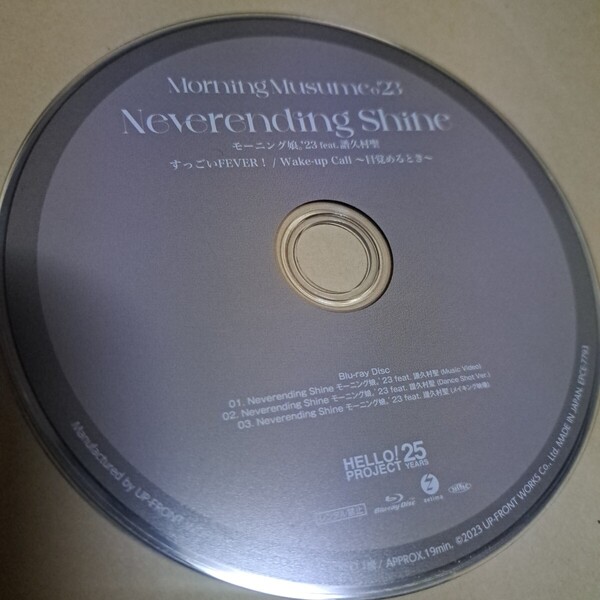 Morning Musume。'23
Neverending Shine
モーニング娘。'23 feat. 譜久村聖
すっごいFEVER！ / Wake-up Call ～目覚めるとき～
Blu-ray Disc
01. Neverending Shine モーニング娘。'23 feat. 譜久村聖 (Music Video)
02. Neverending Shine モーニング娘。'23 feat. 譜久村聖 (Dance Shot Ver.)
03. Neverending Shine モーニング娘。'23 feat. 譜久村聖 (メイキング映像)
HELLO! PROJECT 25 YEARS
Blu-ray Disc
Manufactured by UP-FRONT
/ APPROX. 19min. ©2023 UP-FRONT WORKS Co., Ltd. MADE IN JAPAN. EPCE-7793